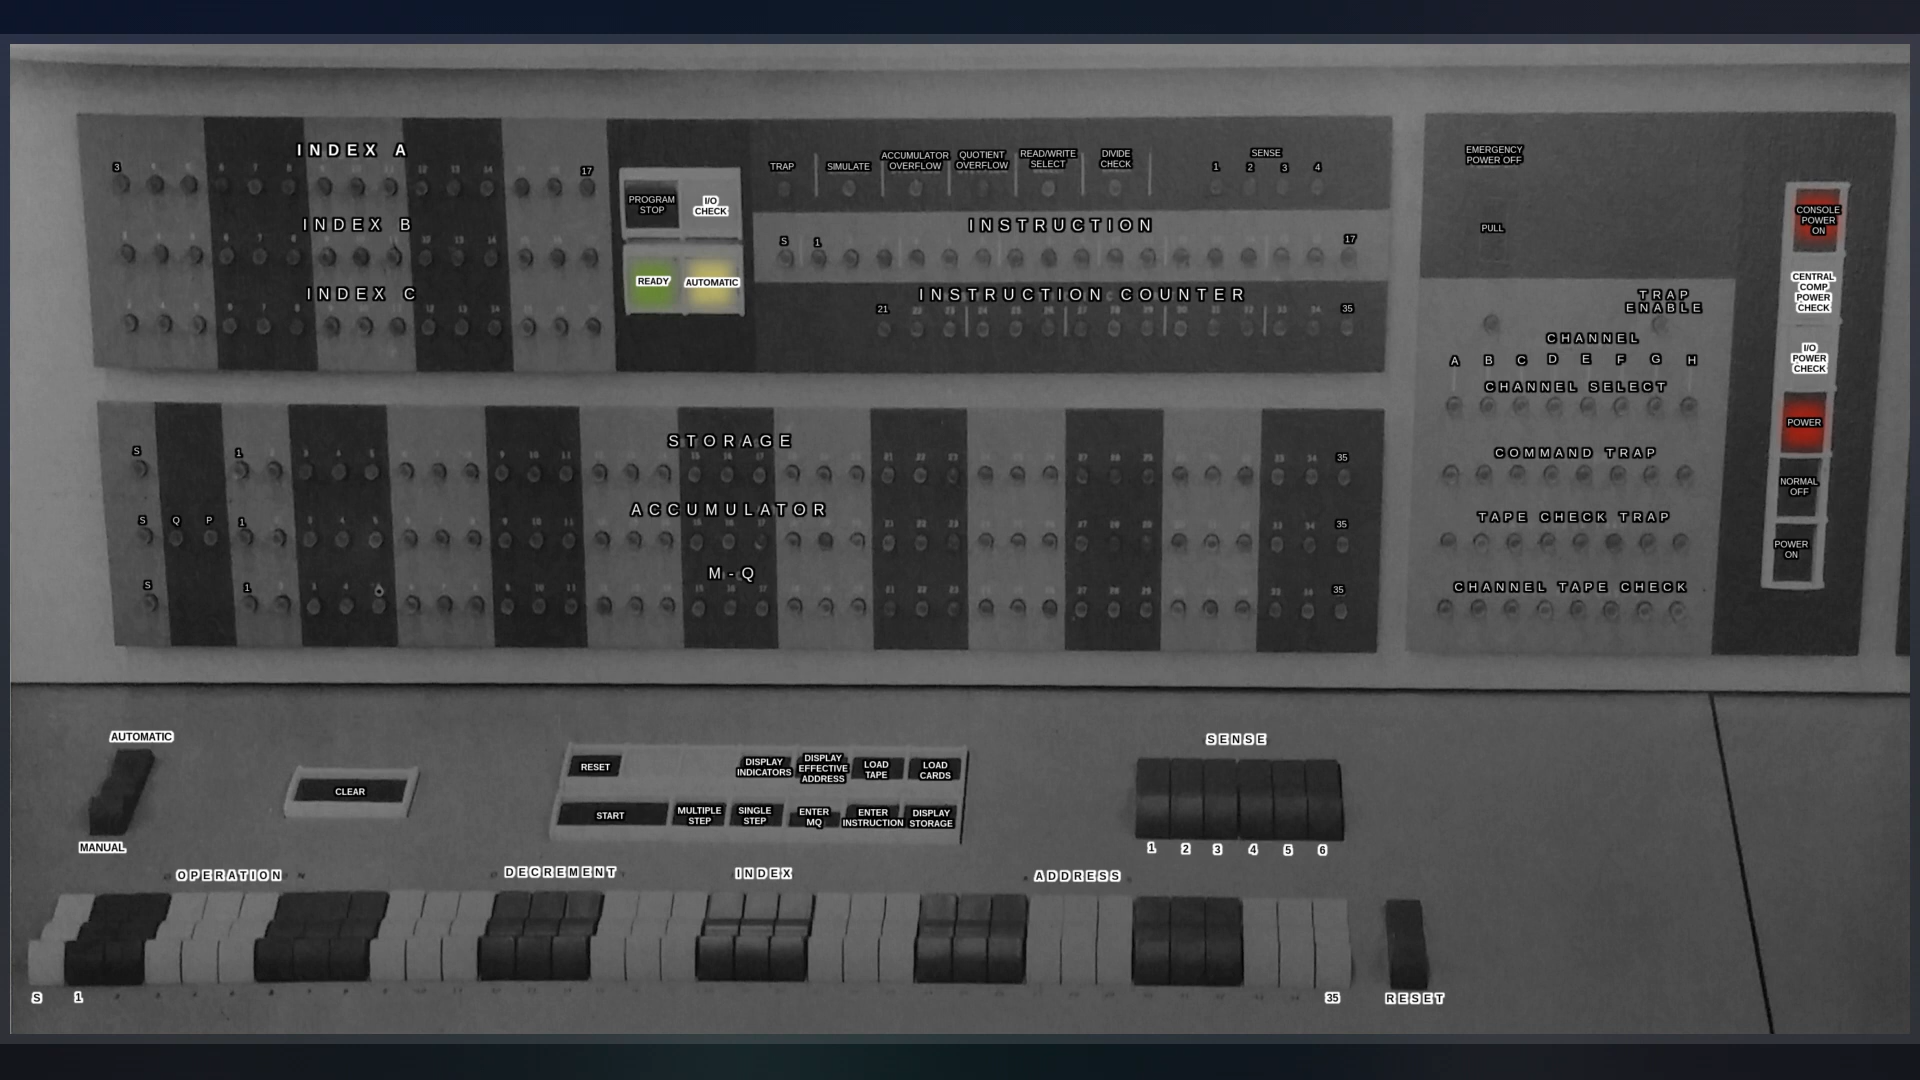 INDEX A
3
17
INDEX B
INDEX C
PROGRAM
STOP
I/O
CHECK
READY
AUTOMATIC
TRAP
SIMULATE
ACCUMULATOR
OVERFLOW
QUOTIENT
OVERFLOW
READ/WRITE
SELECT
DIVIDE
CHECK
SENSE
1 2 3 4
INSTRUCTION
S 1 17
INSTRUCTION COUNTER
21 35
EMERGENCY
POWER OFF
PULL
TRAP
ENABLE
CHANNEL
A B C D E F G H
CHANNEL SELECT
COMMAND TRAP
TAPE CHECK TRAP
CHANNEL TAPE CHECK
CONSOLE
POWER
ON
CENTRAL
COMP
POWER
CHECK
I/O
POWER
CHECK
POWER
NORMAL
OFF
POWER
ON
STORAGE
S 1 35
ACCUMULATOR
S Q P 1 35
M-Q
S 1 35
AUTOMATIC
MANUAL
CLEAR
RESET
DISPLAY
INDICATORS
DISPLAY
EFFECTIVE
ADDRESS
LOAD
TAPE
LOAD
CARDS
START
MULTIPLE
STEP
SINGLE
STEP
ENTER
MQ
ENTER
INSTRUCTION
DISPLAY
STORAGE
SENSE
1 2 3 4 5 6
OPERATION
DECREMENT
INDEX
ADDRESS
S 1 35
RESET